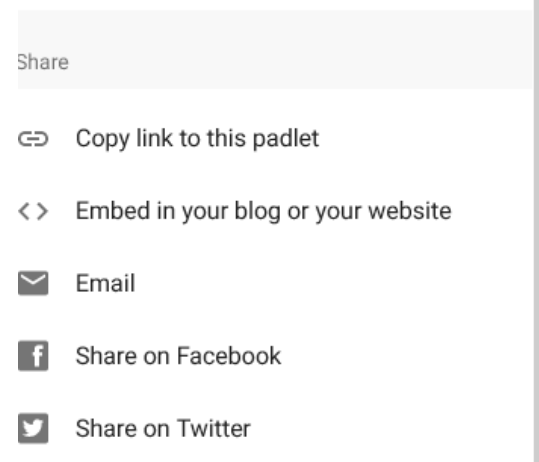 Share
Copy link to this padlet
Embed in your blog or your website
Email
Share on Facebook
Share on Twitter